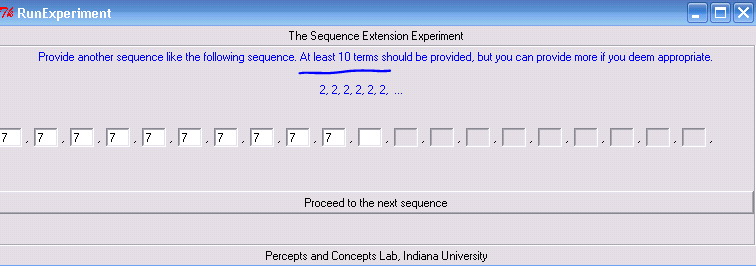 RunExperiment
The Sequence Extension Experiment
Provide another sequence like the following sequence. At least 10 terms should be provided, but you can provide more if you deem appropriate.
2, 2, 2, 2, 2, 2, ...
7 , 7 , 7 , 7 , 7 , 7 , 7 , 7 , 7 , 7 , , , , , , , , , , ,
Proceed to the next sequence
Percepts and Concepts Lab, Indiana University